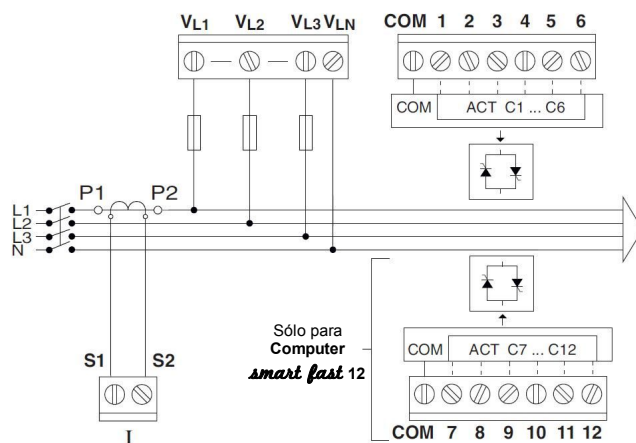 VL1 VL2 VL3 VLN
COM 1 2 3 4 5 6
COM ACT C1 ... C6
P1 P2
L1
L2
L3
N
S1 S2
I
Sólo para
Computer
smart fast 12
COM ACT C7 ... C12
COM 7 8 9 10 11 12